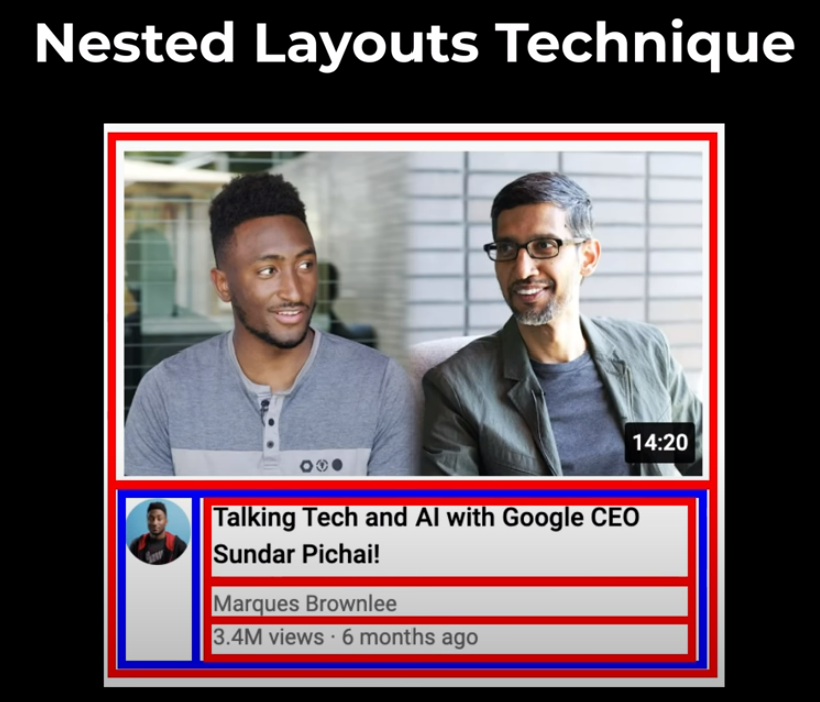 Nested Layouts Technique
14:20
Talking Tech and AI with Google CEO
Sundar Pichai!
Marques Brownlee
3.4M views · 6 months ago